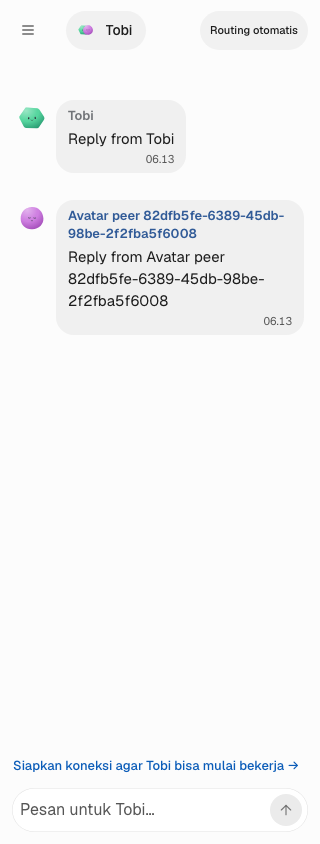 Tobi
Routing otomatis
Tobi
Reply from Tobi
06.13
Avatar peer 82dfb5fe-6389-45db-
98be-2f2fba5f6008
Reply from Avatar peer
82dfb5fe-6389-45db-98be-
2f2fba5f6008
06.13
Siapkan koneksi agar Tobi bisa mulai bekerja →
Pesan untuk Tobi...